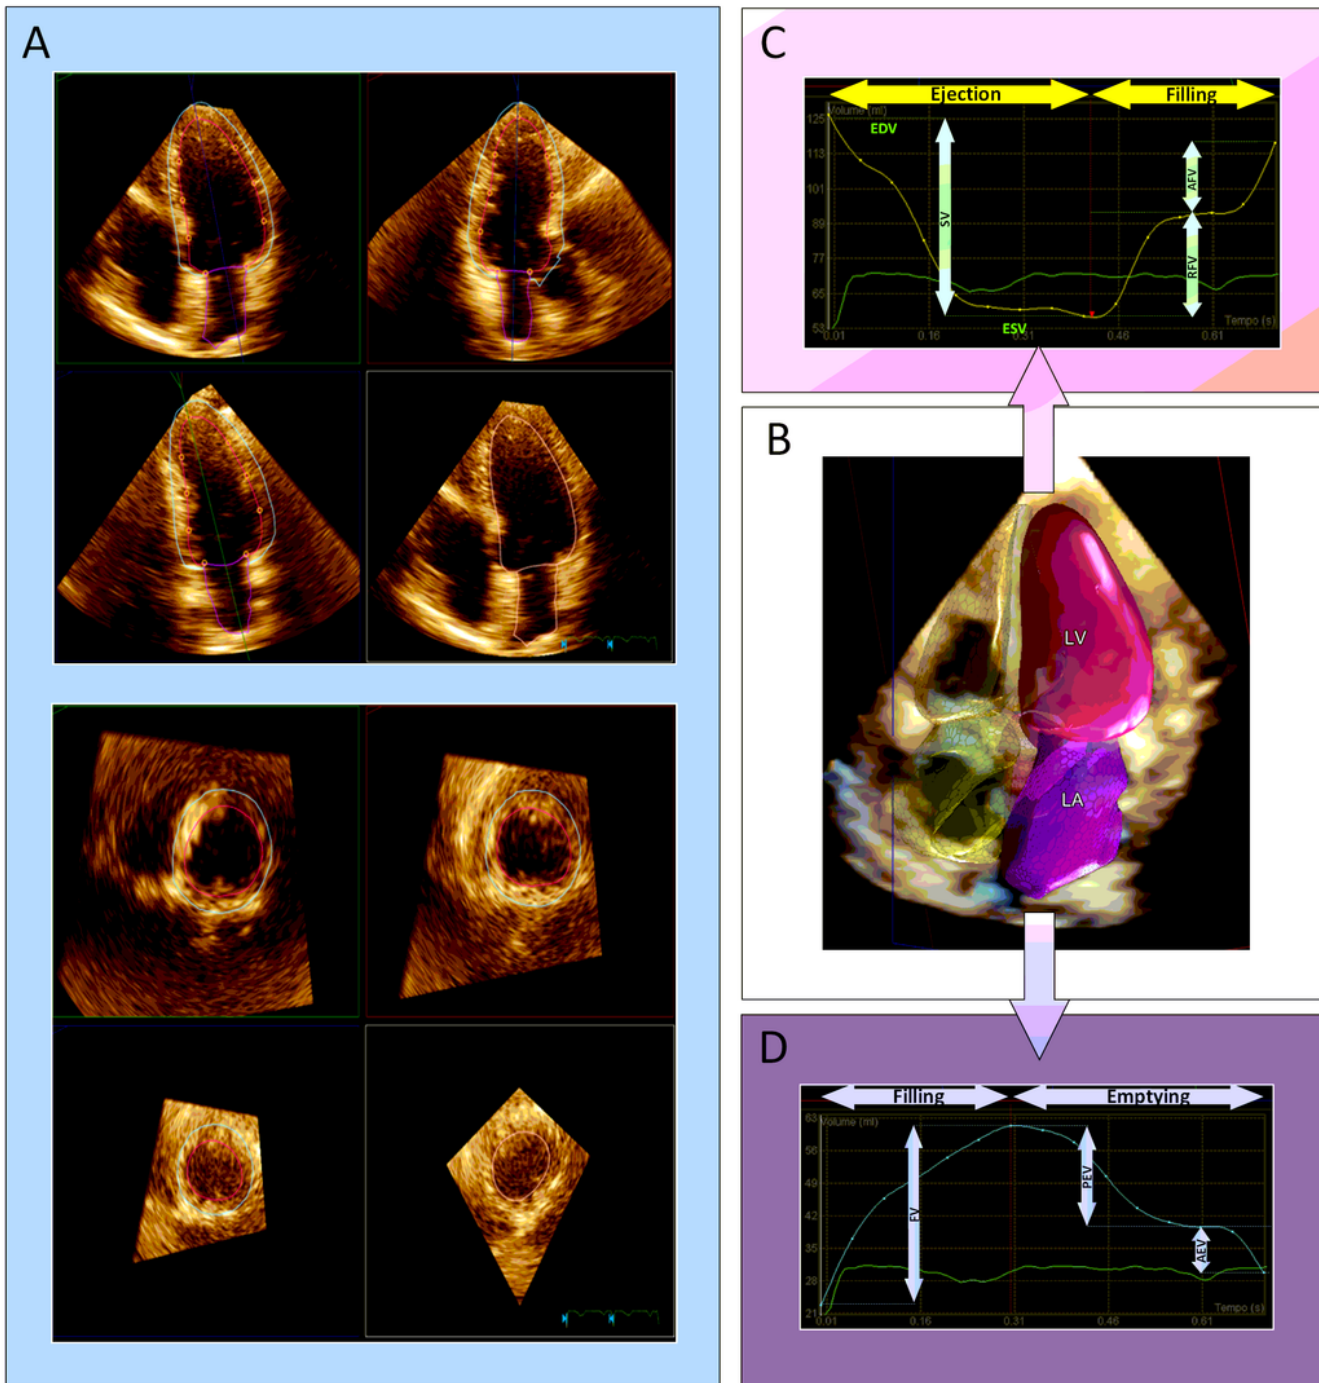 A
C
Ejection Filling
Volume (ml)
125
EDV
113
AFV
101
89
SV
77
RFV
65
ESV
Tempo (s)
53
0.01 0.16 0.31 0.46 0.61
B
LV
LA
D
Filling Emptying
63
Volume (ml)
56
PEV
49
FV
42
AEV
35
28
Tempo (s)
21
0.01 0.16 0.31 0.46 0.61